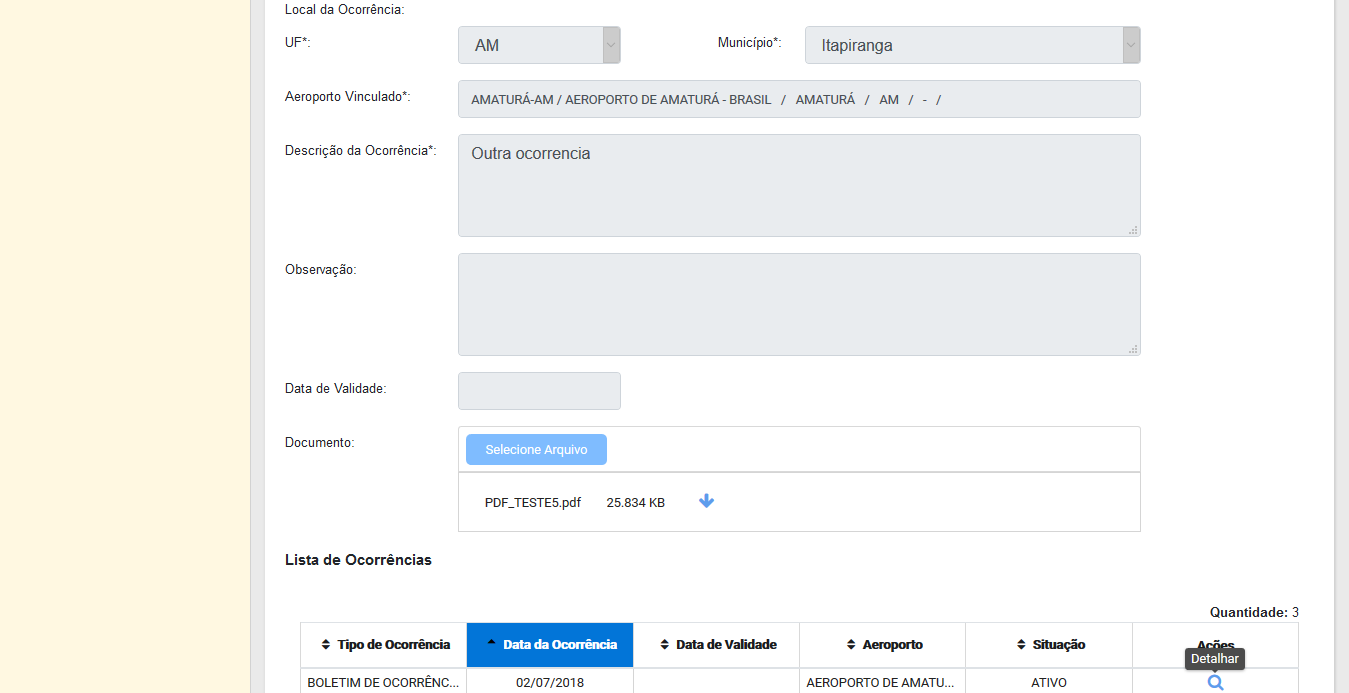 Local da Ocorrência:
UF*: AM Município*: Itapiranga
Aeroporto Vinculado*: AMATURÁ-AM / AEROPORTO DE AMATURÁ - BRASIL / AMATURÁ / AM / - /
Descrição da Ocorrência*: Outra ocorrencia
Observação:
Data de Validade:
Documento: Selecione Arquivo
PDF_TESTE5.pdf 25.834 KB
Lista de Ocorrências
Quantidade: 3
Tipo de Ocorrência Data da Ocorrência Data de Validade Aeroporto Situação Ações
Detalhar
BOLETIM DE OCORRÊNC... 02/07/2018 AEROPORTO DE AMATU... ATIVO